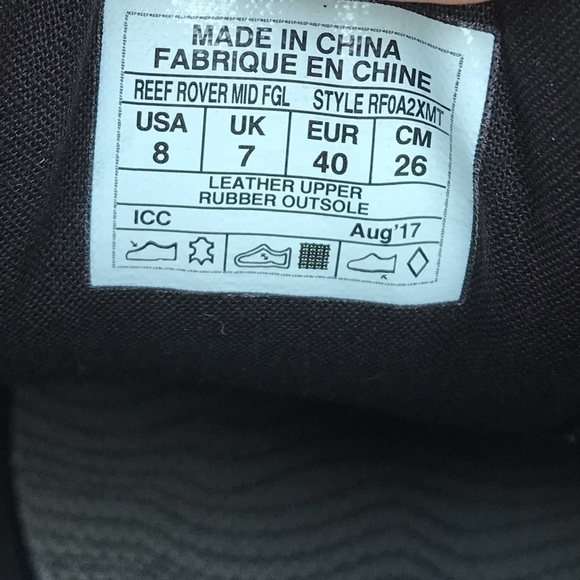 MADE IN CHINA
FABRIQUE EN CHINE
REEF ROVER MID FGL STYLE RF0A2XMT
USA UK EUR CM
8 7 40 26
LEATHER UPPER
RUBBER OUTSOLE
ICC Aug'17